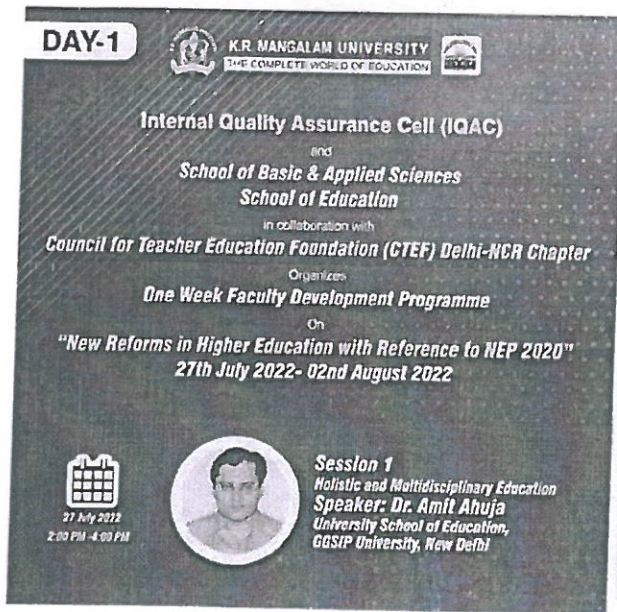 DAY-1
K.R. MANGALAM UNIVERSITY
THE COMPLETE WORLD OF EDUCATION
Internal Quality Assurance Cell (IQAC)
and
School of Basic & Applied Sciences
School of Education
in collaboration with
Council for Teacher Education Foundation (CTEF) Delhi-NCR Chapter
Organizes
One Week Faculty Development Programme
On
"New Reforms in Higher Education with Reference to NEP 2020"
27th July 2022- 02nd August 2022
27 July 2022
2:00 PM -4:00 PM
Session 1
Holistic and Multidisciplinary Education
Speaker: Dr. Amit Ahuja
University School of Education,
GGSIP University, New Delhi